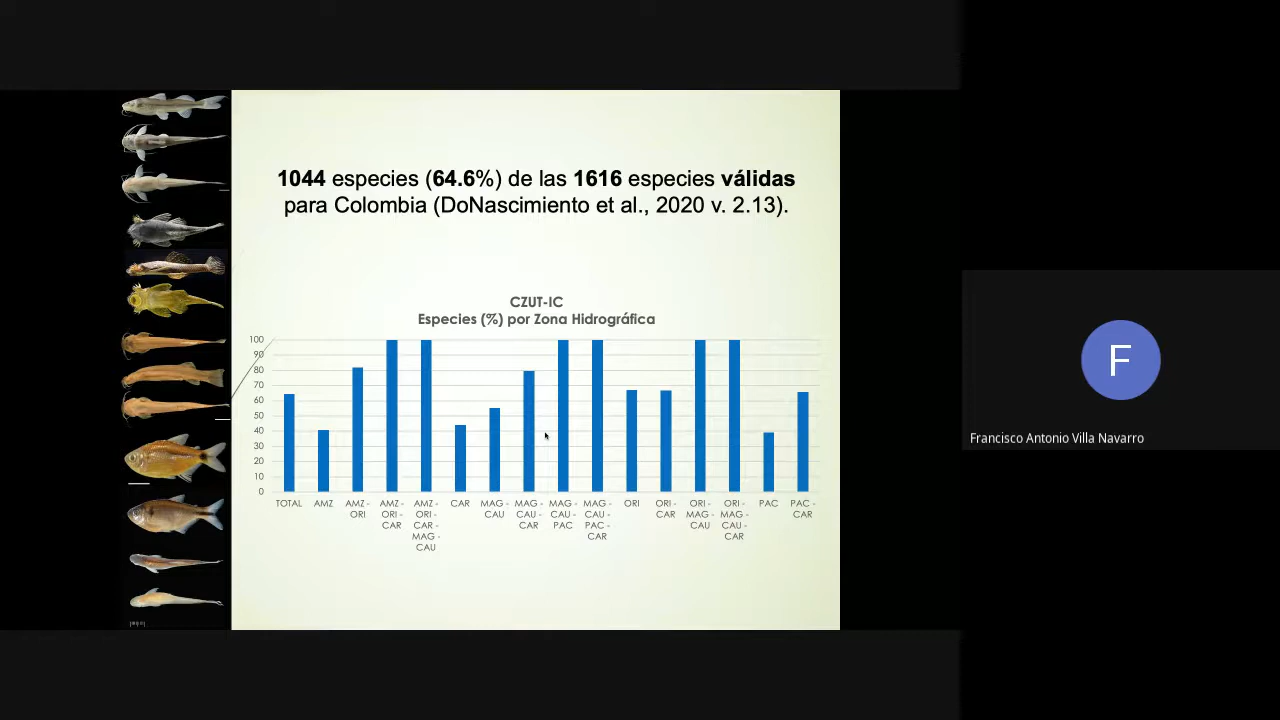 1044 especies (64.6%) de las 1616 especies válidas
para Colombia (DoNascimiento et al., 2020 v. 2.13).
CZUT-IC
Especies (%) por Zona Hidrográfica
100
90
80
70
60
50
40
30
20
10
0
TOTAL
AMZ
AMZ -
ORI
AMZ -
ORI -
CAR
AMZ -
ORI -
CAR -
MAG -
CAU
CAR
MAG -
CAU
MAG -
CAU -
CAR
MAG -
CAU -
PAC
MAG -
CAU -
PAC -
CAR
ORI
ORI -
CAR
ORI -
MAG -
CAU
ORI -
MAG -
CAU -
CAR
PAC
PAC -
CAR
F
Francisco Antonio Villa Navarro